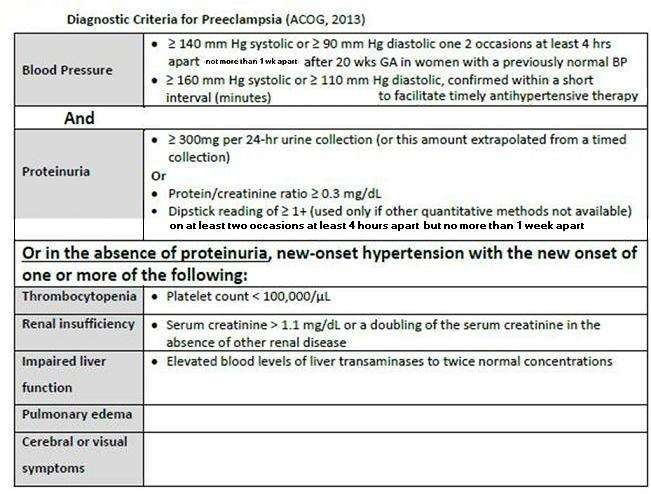 Diagnostic Criteria for Preeclampsia (ACOG, 2013)
Blood Pressure
• ≥ 140 mm Hg systolic or ≥ 90 mm Hg diastolic one 2 occasions at least 4 hrs
apart not more than 1 wk apart after 20 wks GA in women with a previously normal BP
• ≥ 160 mm Hg systolic or ≥ 110 mm Hg diastolic, confirmed within a short
interval (minutes) to facilitate timely antihypertensive therapy
And
Proteinuria
• ≥ 300mg per 24-hr urine collection (or this amount extrapolated from a timed
collection)
Or
• Protein/creatinine ratio ≥ 0.3 mg/dL
• Dipstick reading of ≥ 1+ (used only if other quantitative methods not available)
on at least two occasions at least 4 hours apart but no more than 1 week apart
Or in the absence of proteinuria, new-onset hypertension with the new onset of
one or more of the following:
Thrombocytopenia • Platelet count < 100,000/μL
Renal insufficiency • Serum creatinine > 1.1 mg/dL or a doubling of the serum creatinine in the
absence of other renal disease
Impaired liver • Elevated blood levels of liver transaminases to twice normal concentrations
function
Pulmonary edema
Cerebral or visual
symptoms